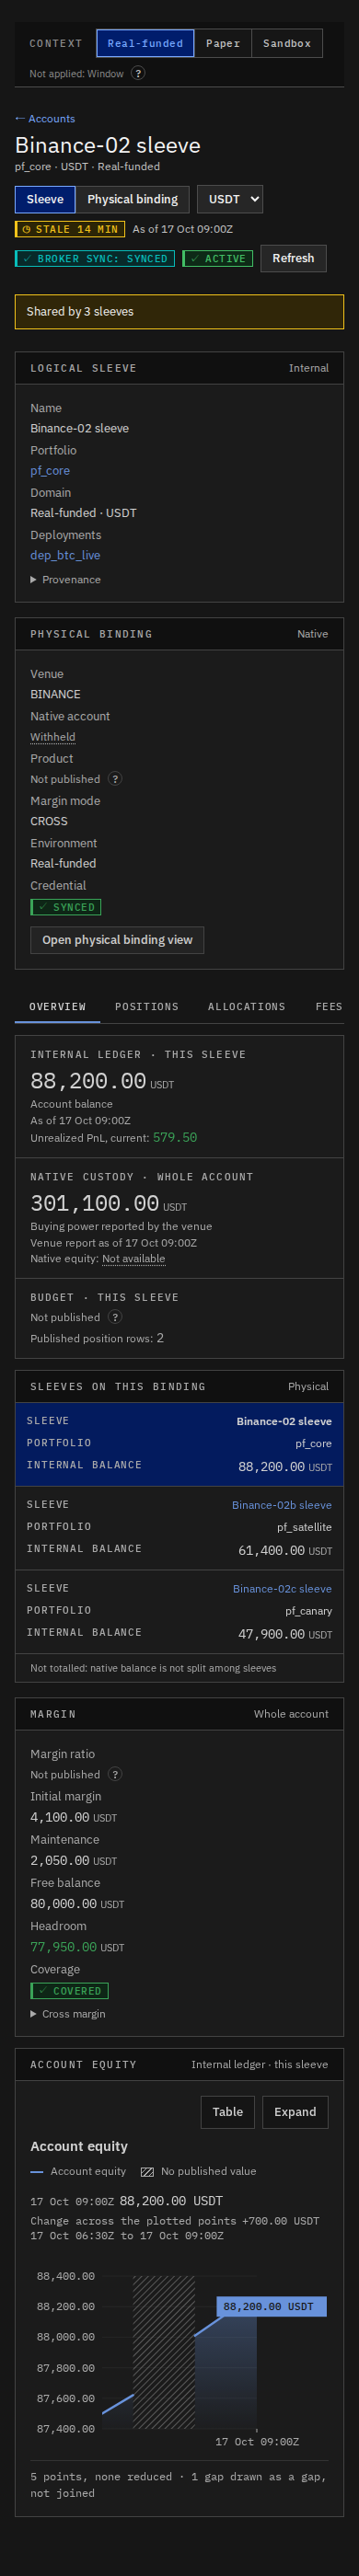 CONTEXT Real-funded Paper Sandbox
Not applied: Window ?
← Accounts
Binance-02 sleeve
pf_core · USDT · Real-funded
Sleeve Physical binding USDT
STALE 14 MIN As of 17 Oct 09:00Z
✓ BROKER SYNC: SYNCED ✓ ACTIVE Refresh
Shared by 3 sleeves
LOGICAL SLEEVE Internal
Name
Binance-02 sleeve
Portfolio
pf_core
Domain
Real-funded · USDT
Deployments
dep_btc_live
▶ Provenance
PHYSICAL BINDING Native
Venue
BINANCE
Native account
Withheld
Product
Not published ?
Margin mode
CROSS
Environment
Real-funded
Credential
✓ SYNCED
Open physical binding view
OVERVIEW POSITIONS ALLOCATIONS FEES
INTERNAL LEDGER · THIS SLEEVE
88,200.00 USDT
Account balance
As of 17 Oct 09:00Z
Unrealized PnL, current: 579.50
NATIVE CUSTODY · WHOLE ACCOUNT
301,100.00 USDT
Buying power reported by the venue
Venue report as of 17 Oct 09:00Z
Native equity: Not available
BUDGET · THIS SLEEVE
Not published ?
Published position rows: 2
SLEEVES ON THIS BINDING Physical
SLEEVE Binance-02 sleeve
PORTFOLIO pf_core
INTERNAL BALANCE 88,200.00 USDT
SLEEVE Binance-02b sleeve
PORTFOLIO pf_satellite
INTERNAL BALANCE 61,400.00 USDT
SLEEVE Binance-02c sleeve
PORTFOLIO pf_canary
INTERNAL BALANCE 47,900.00 USDT
Not totalled: native balance is not split among sleeves
MARGIN Whole account
Margin ratio
Not published ?
Initial margin
4,100.00 USDT
Maintenance
2,050.00 USDT
Free balance
80,000.00 USDT
Headroom
77,950.00 USDT
Coverage
✓ COVERED
▶ Cross margin
ACCOUNT EQUITY Internal ledger · this sleeve
Table Expand
Account equity
Account equity No published value
17 Oct 09:00Z 88,200.00 USDT
Change across the plotted points +700.00 USDT
17 Oct 06:30Z to 17 Oct 09:00Z
88,400.00
88,200.00 88,200.00 USDT
88,000.00
87,800.00
87,600.00
87,400.00
17 Oct 09:00Z
5 points, none reduced · 1 gap drawn as a gap,
not joined